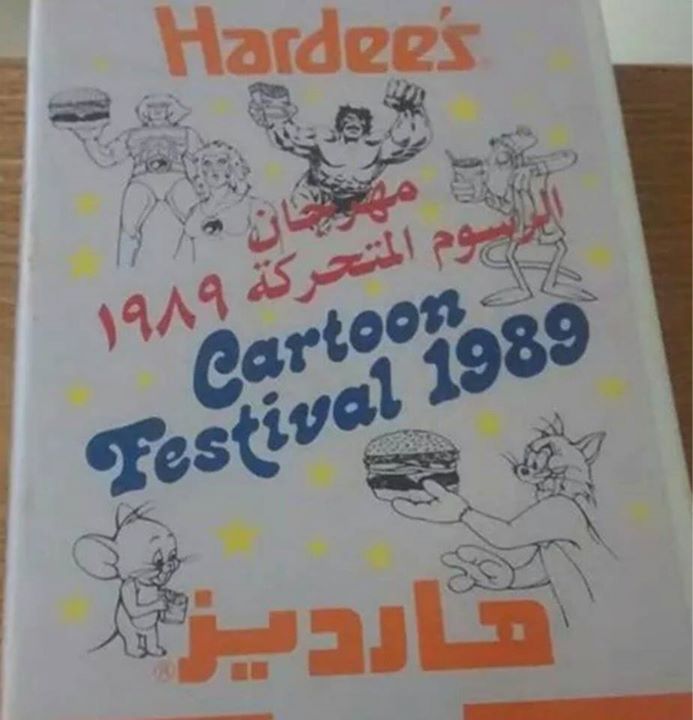 Hardee's
مهرجان
الرسوم المتحركة ١٩٨٩
Cartoon
Festival 1989
هارديز